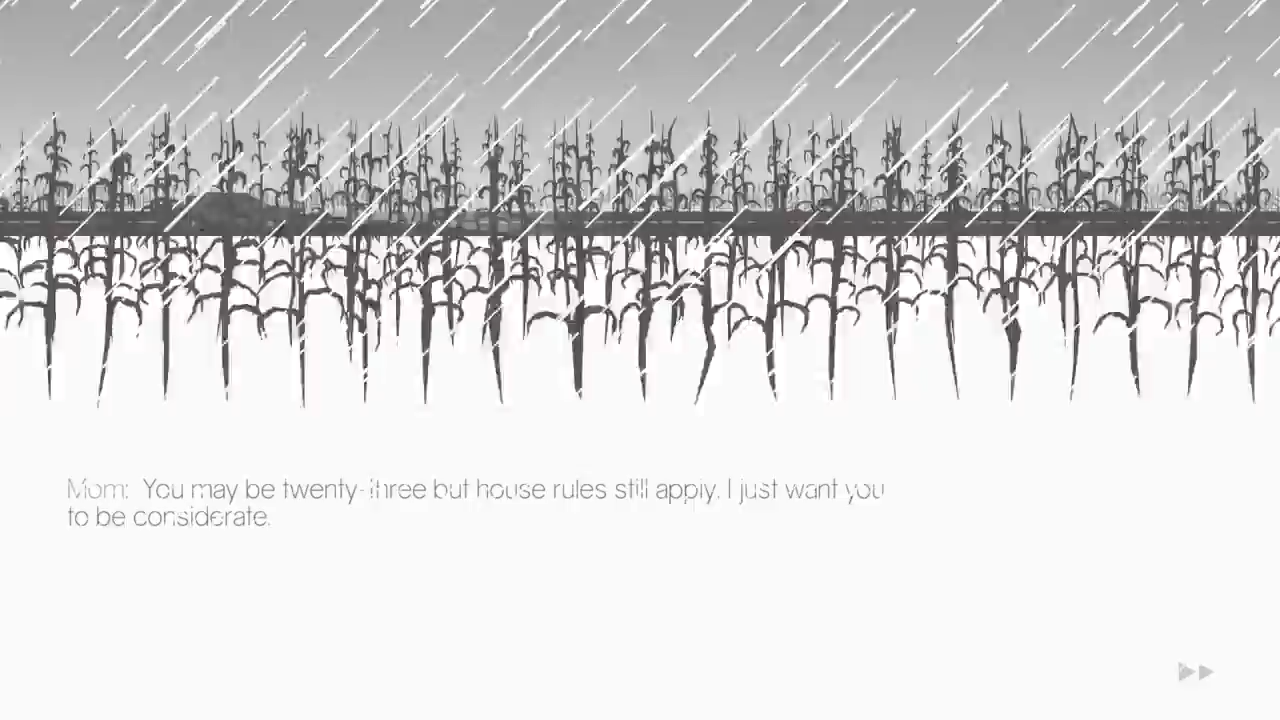 Mom: You may be twenty-three but house rules still apply. I just want you
to be considerate.